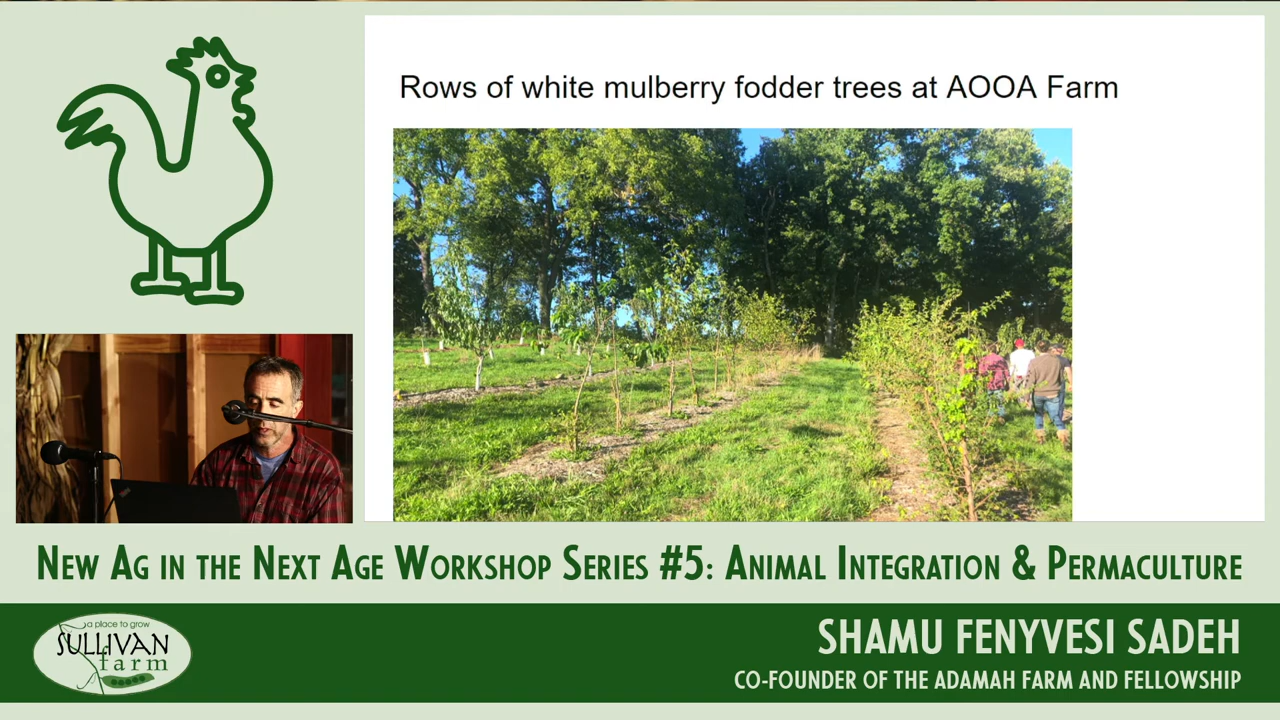 Rows of white mulberry fodder trees at AOOA Farm
New Ag in the Next Age Workshop Series #5: Animal Integration & Permaculture
a place to grow
SULLIVAN
farm
SHAMU FENYVESI SADEH
CO-FOUNDER OF THE ADAMAH FARM AND FELLOWSHIP